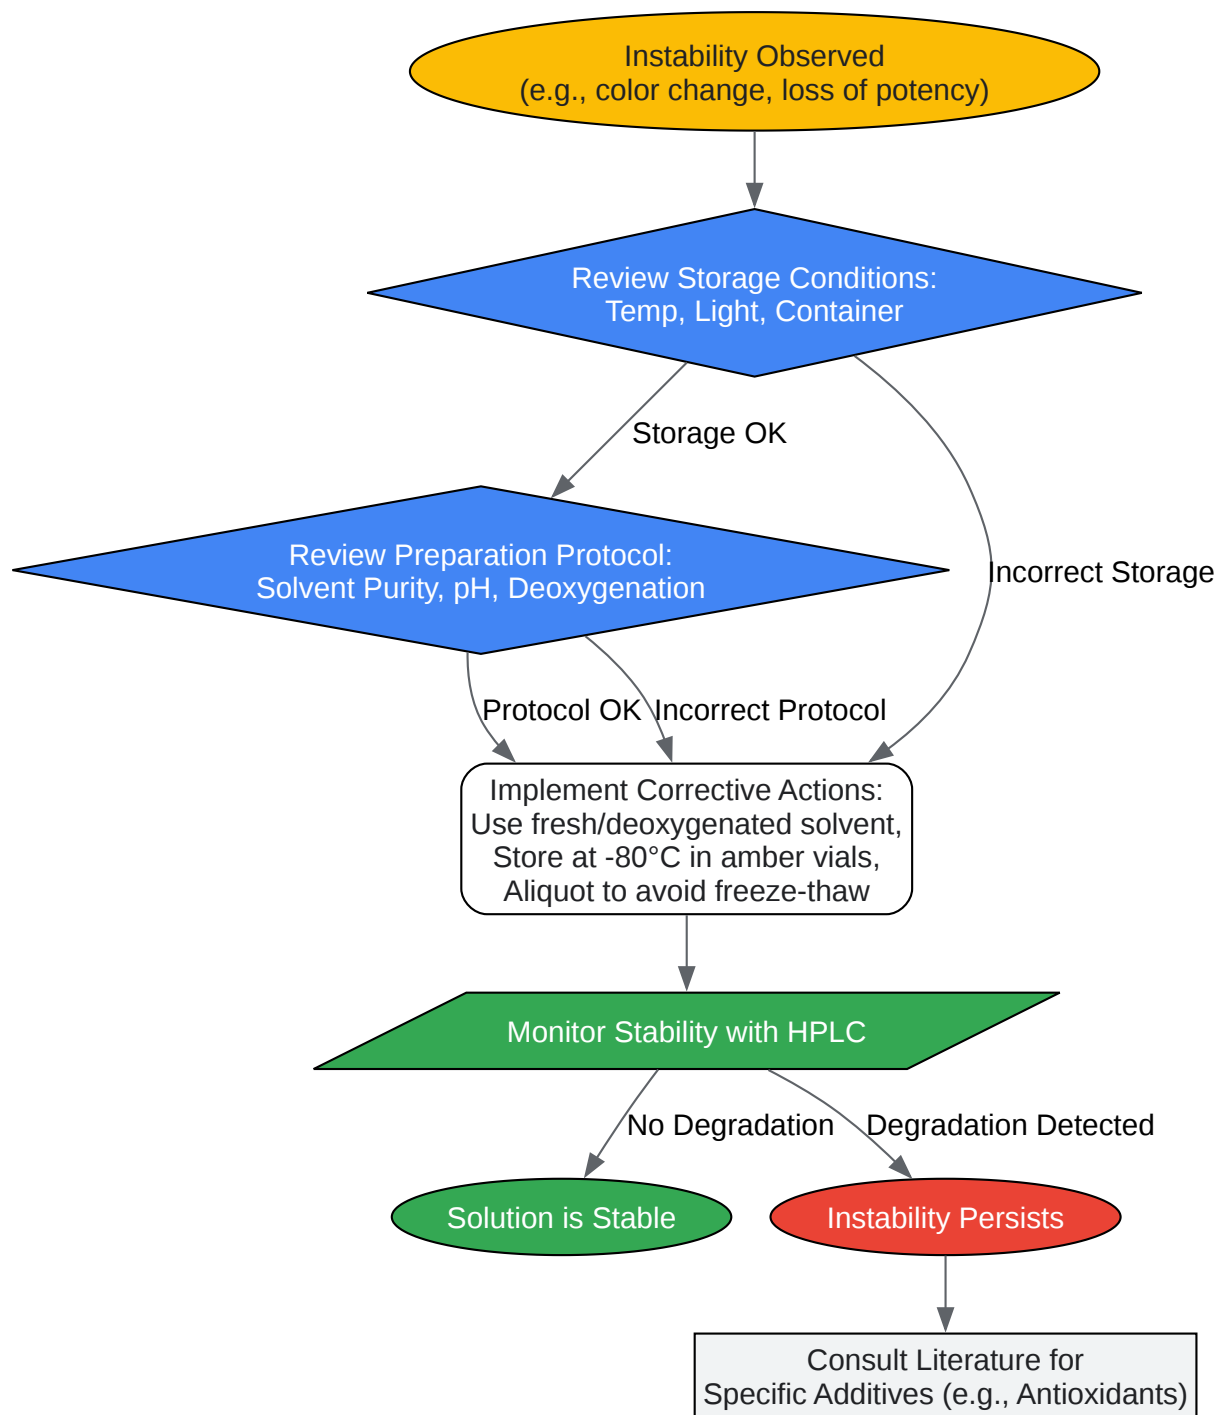 Instability Observed
(e.g., color change, loss of potency)
Review Storage Conditions:
Temp, Light, Container
Storage OK
Incorrect Storage
Review Preparation Protocol:
Solvent Purity, pH, Deoxygenation
Protocol OK
Incorrect Protocol
Implement Corrective Actions:
Use fresh/deoxygenated solvent,
Store at -80°C in amber vials,
Aliquot to avoid freeze-thaw
Monitor Stability with HPLC
No Degradation
Degradation Detected
Solution is Stable
Instability Persists
Consult Literature for
Specific Additives (e.g., Antioxidants)